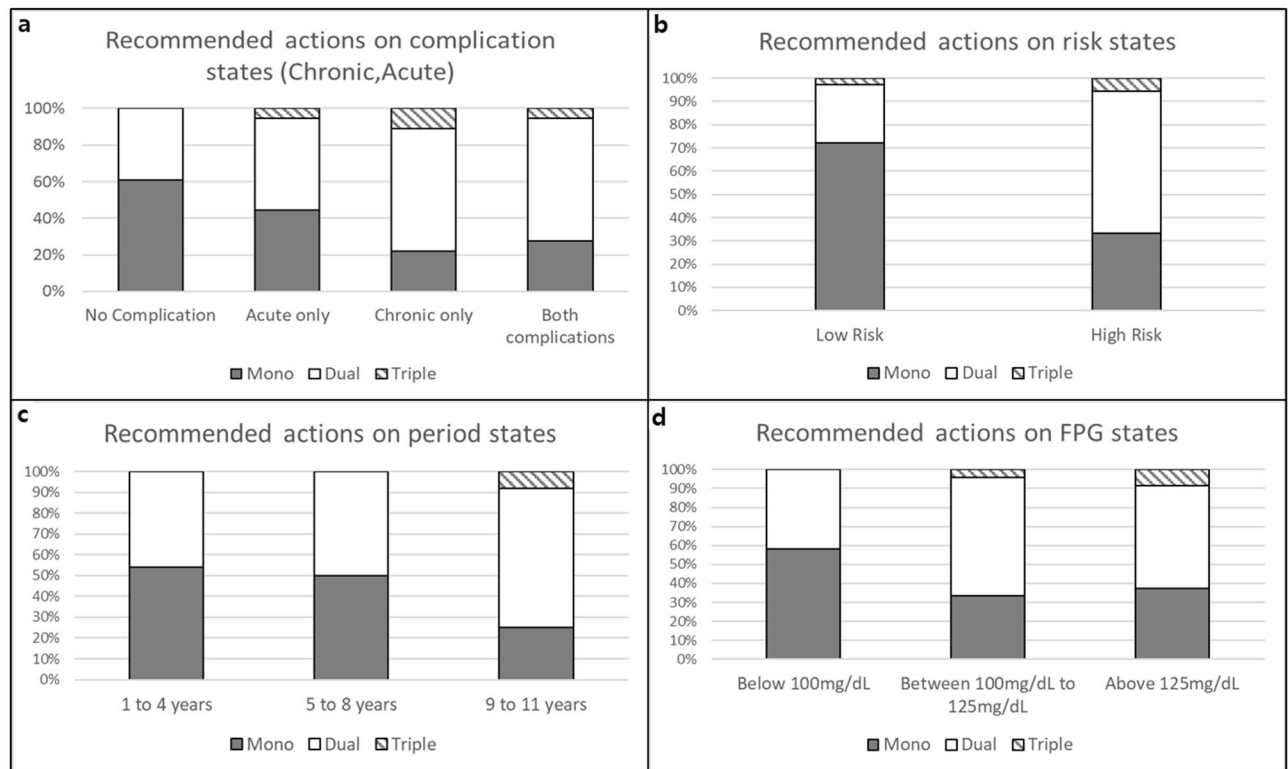 a
Recommended actions on complication
states (Chronic,Acute)
100%
80%
60%
40%
20%
0%
No Complication
Acute only
Chronic only
Both
complications
Mono
Dual
Triple
b
Recommended actions on risk states
100%
90%
80%
70%
60%
50%
40%
30%
20%
10%
0%
Low Risk
High Risk
Mono
Dual
Triple
c
Recommended actions on period states
100%
90%
80%
70%
60%
50%
40%
30%
20%
10%
0%
1 to 4 years
5 to 8 years
9 to 11 years
Mono
Dual
Triple
d
Recommended actions on FPG states
100%
90%
80%
70%
60%
50%
40%
30%
20%
10%
0%
Below 100mg/dL
Between 100mg/dL to
125mg/dL
Above 125mg/dL
Mono
Dual
Triple